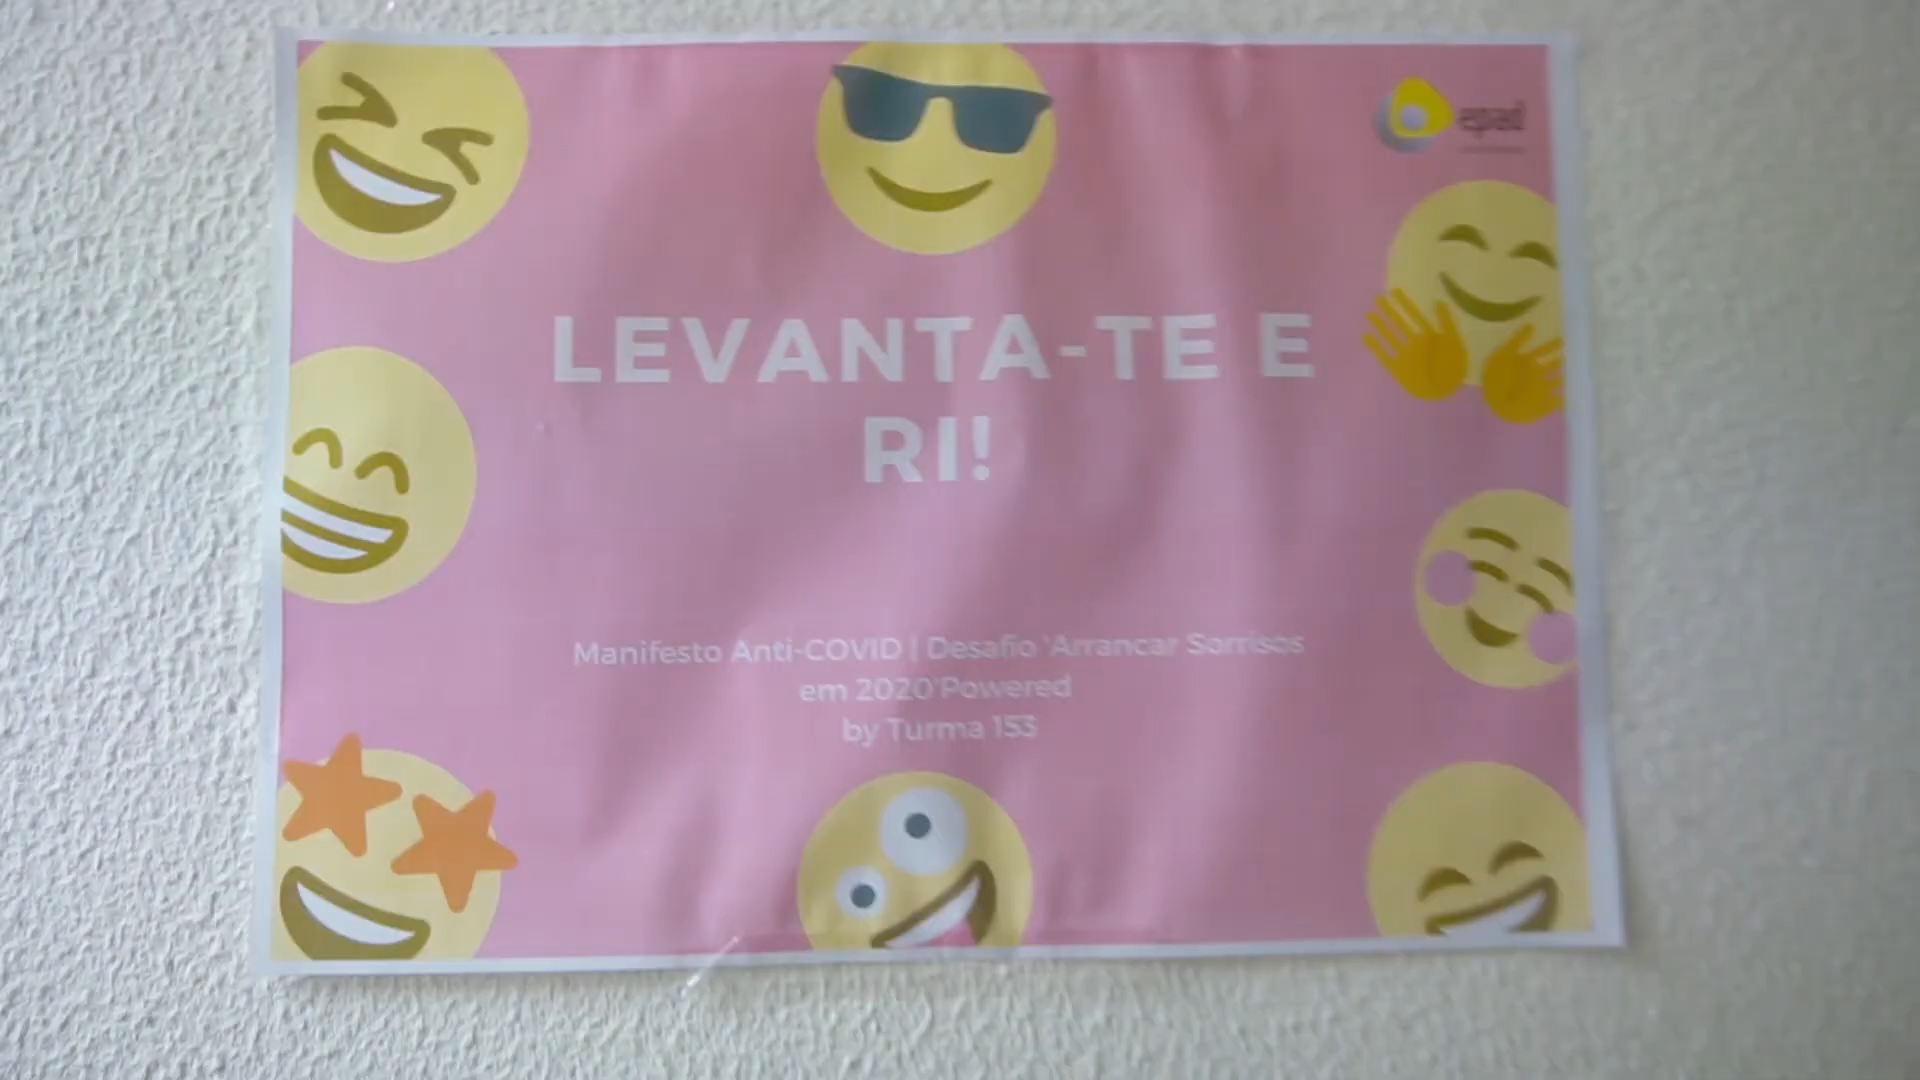 epad
LEVANTA-TE E
RI!
Manifesto Anti-COVID | Desafio 'Arrancar Sorrisos
em 2020'Powered
by Turma 153